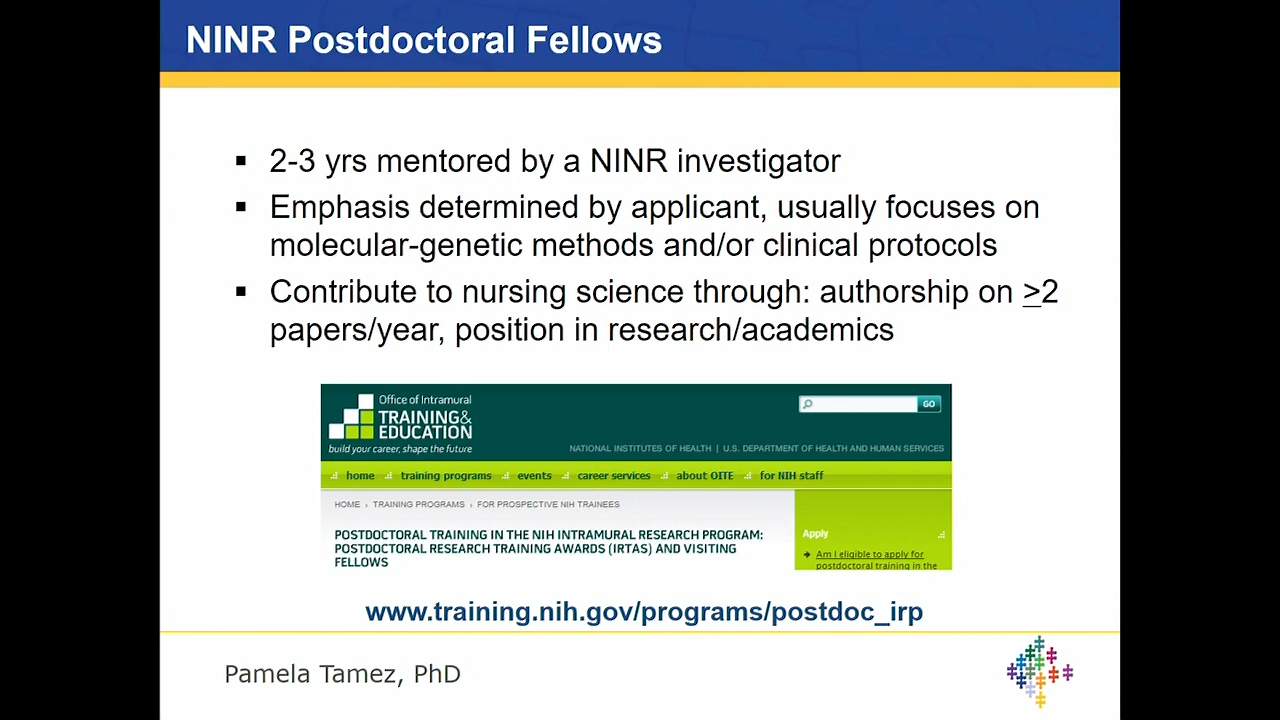 NINR Postdoctoral Fellows
▪ 2-3 yrs mentored by a NINR investigator
▪ Emphasis determined by applicant, usually focuses on
molecular-genetic methods and/or clinical protocols
▪ Contribute to nursing science through: authorship on >2
papers/year, position in research/academics
Office of Intramural
TRAINING&
EDUCATION
build your career, shape the future
GO
NATIONAL INSTITUTES OF HEALTH | U.S. DEPARTMENT OF HEALTH AND HUMAN SERVICES
home training programs events career services about OITE for NIH staff
HOME › TRAINING PROGRAMS › FOR PROSPECTIVE NIH TRAINEES
POSTDOCTORAL TRAINING IN THE NIH INTRAMURAL RESEARCH PROGRAM:
POSTDOCTORAL RESEARCH TRAINING AWARDS (IRTAS) AND VISITING
FELLOWS
Apply
Am I eligible to apply for
postdoctoral training in the
www.training.nih.gov/programs/postdoc_irp
Pamela Tamez, PhD